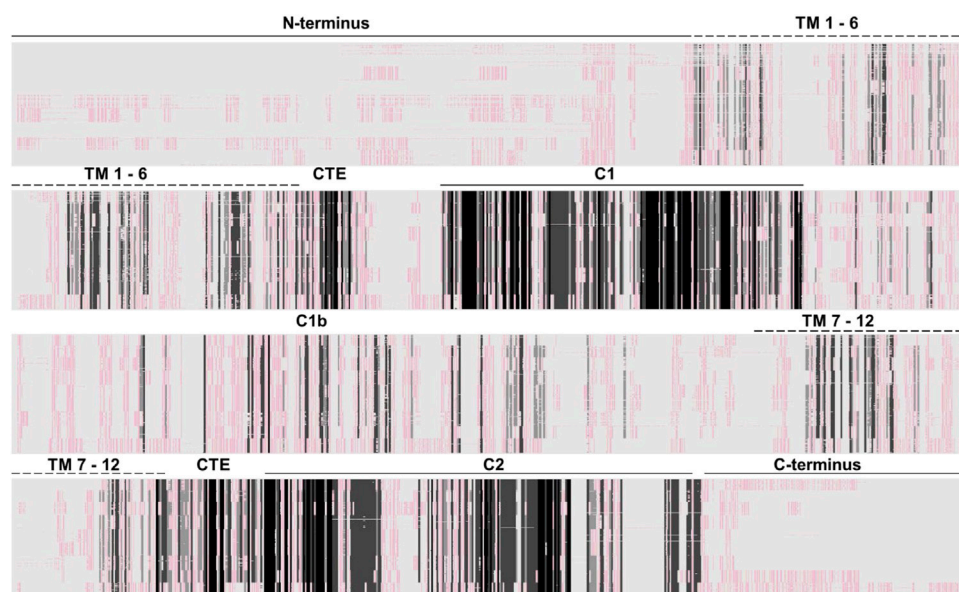 N-terminus TM 1 - 6
TM 1 - 6 CTE C1
C1b TM 7 - 12
TM 7 - 12 CTE C2 C-terminus